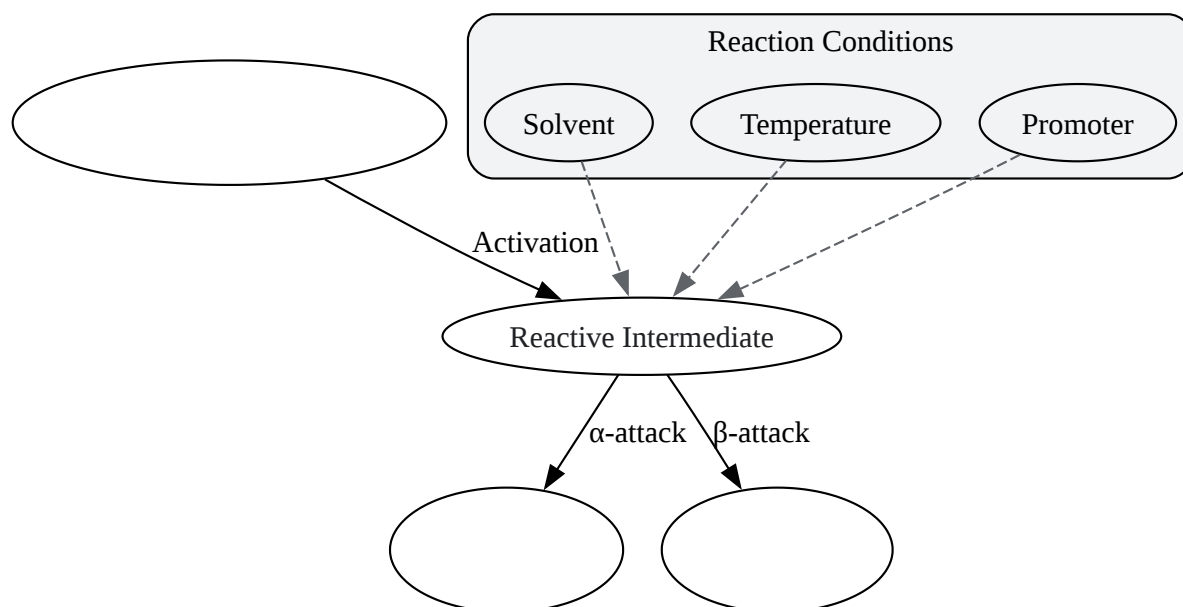 Reaction Conditions
Solvent
Temperature
Promoter
Activation
Reactive Intermediate
α-attack
β-attack